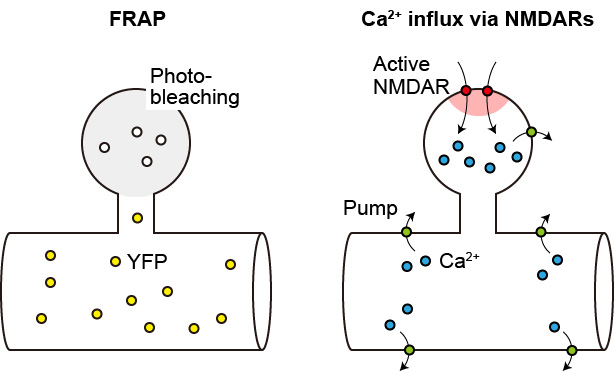 FRAP
Photo-
bleaching
YFP
Ca²⁺ influx via NMDARs
Active
NMDAR
Pump
Ca²⁺